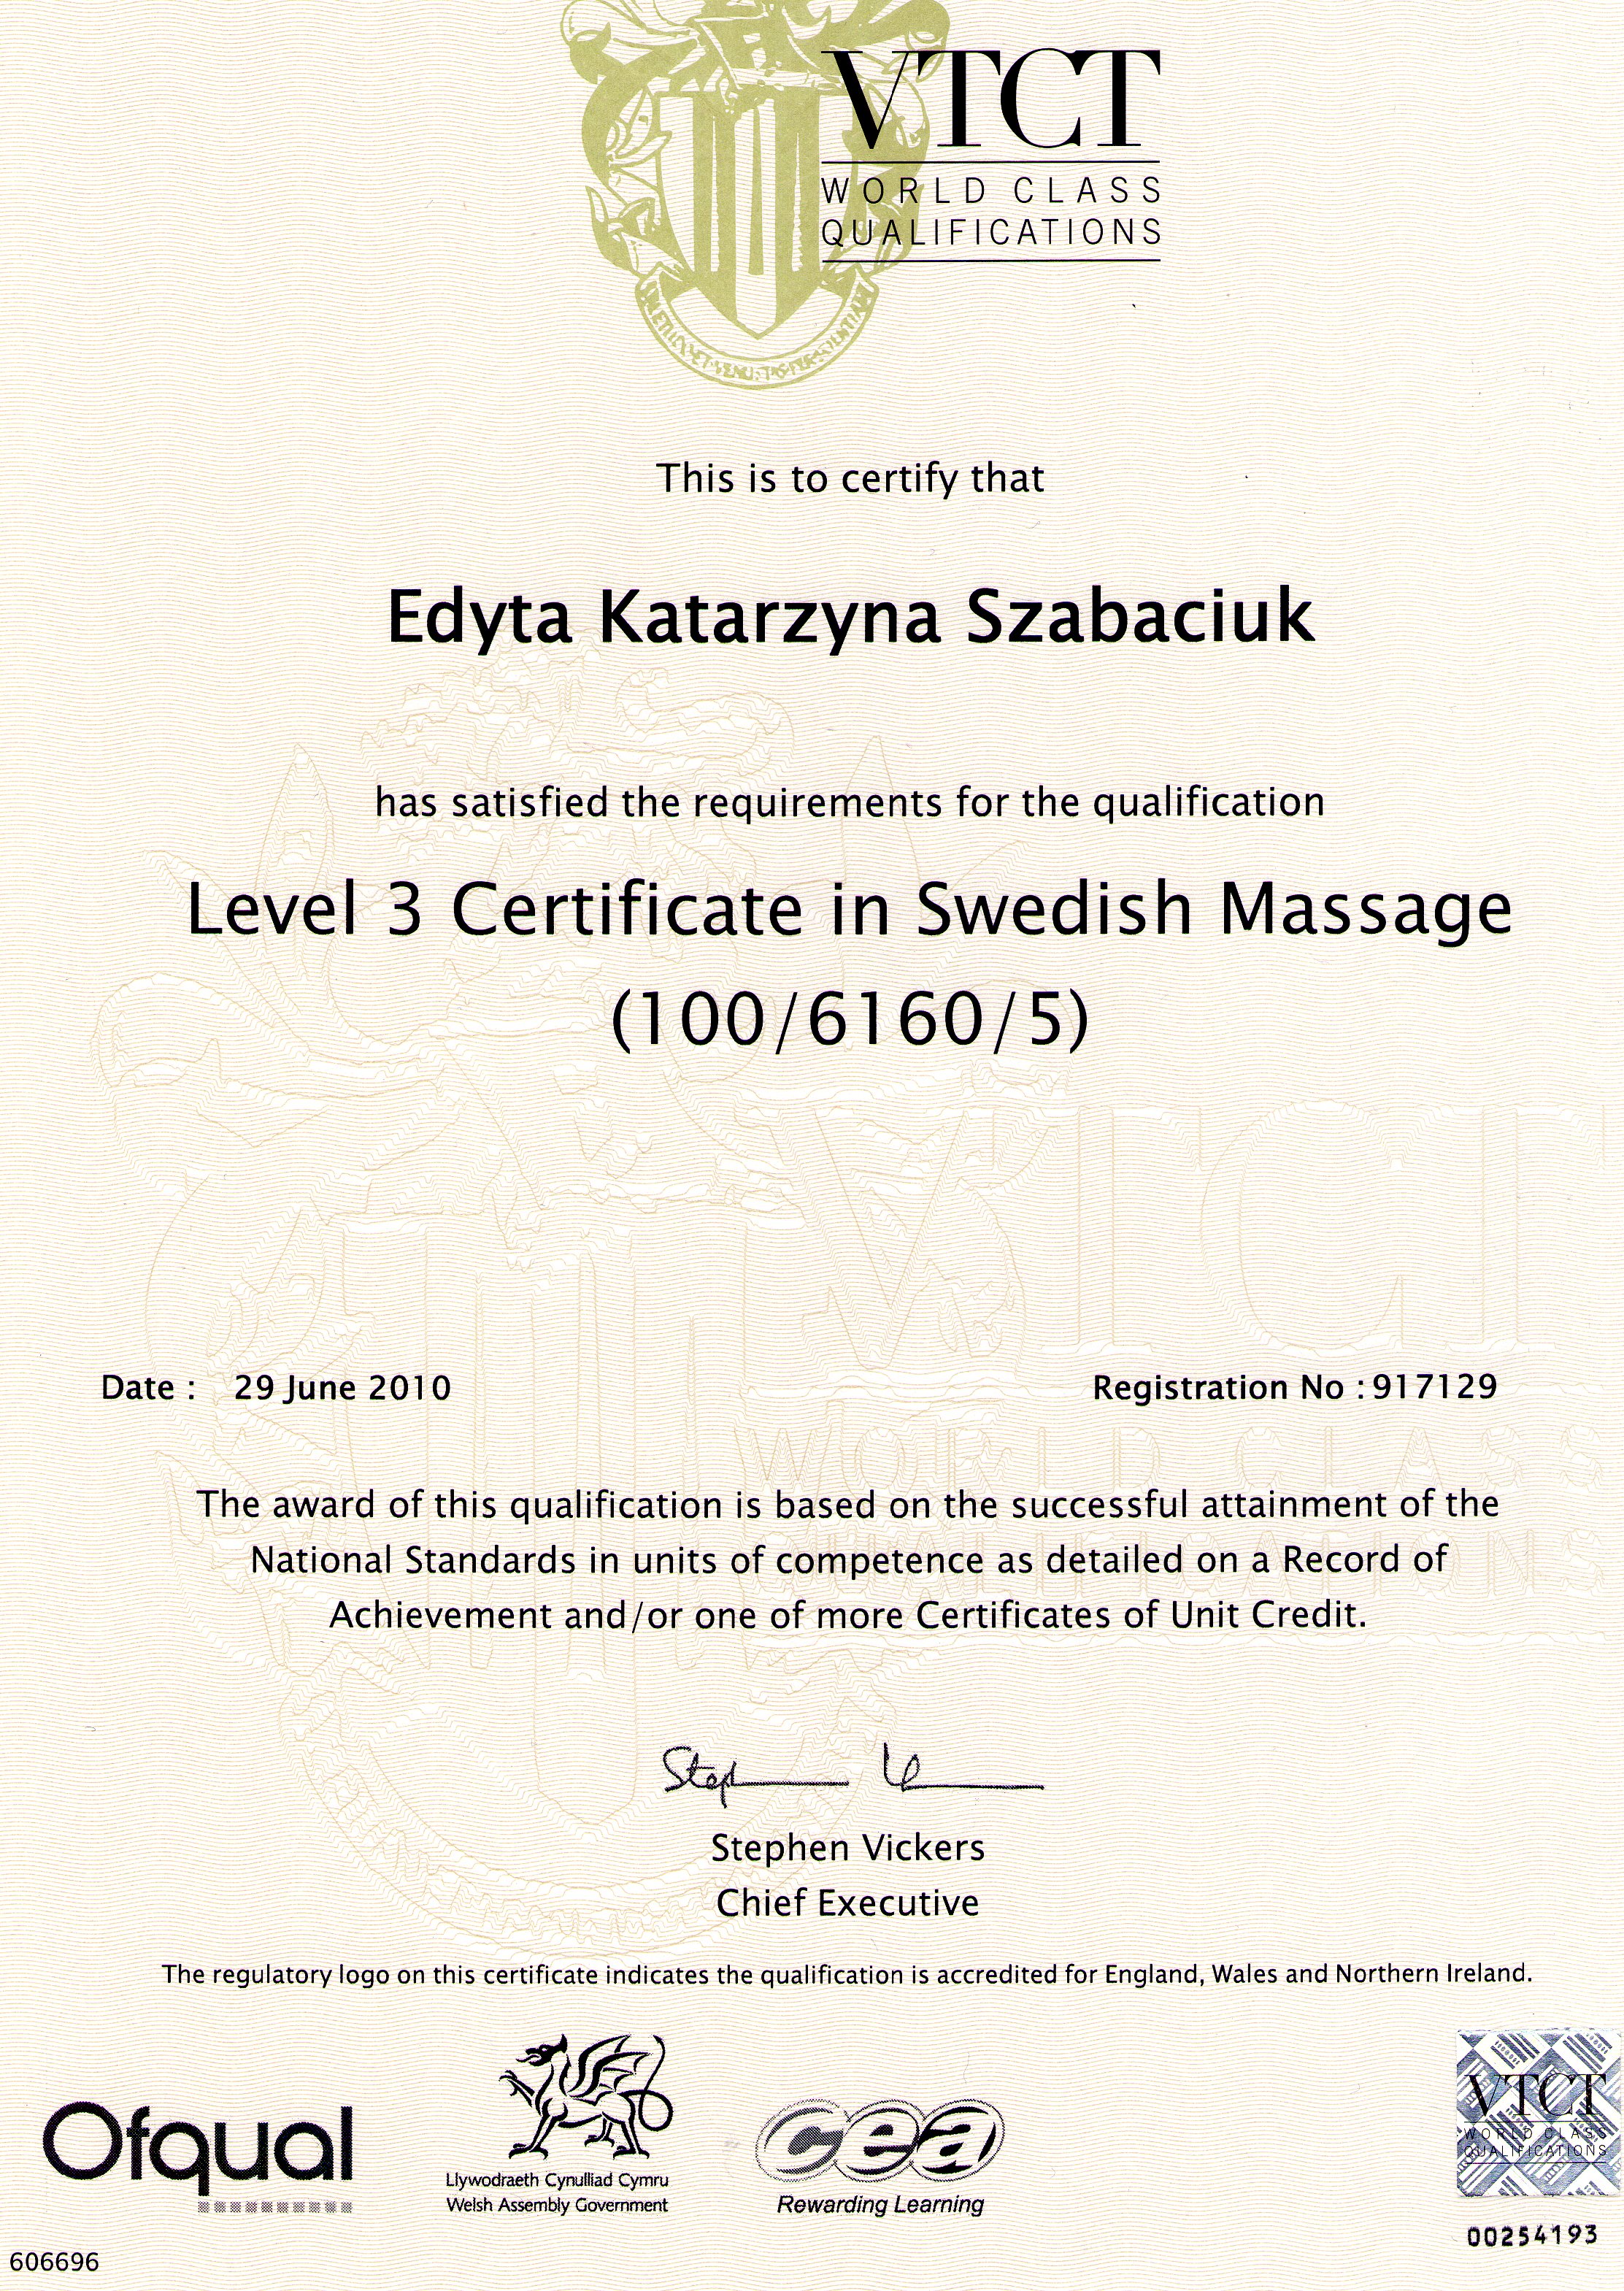 VTCT
WORLD CLASS
QUALIFICATIONS
This is to certify that
Edyta Katarzyna Szabaciuk
has satisfied the requirements for the qualification
Level 3 Certificate in Swedish Massage
(100/6160/5)
Date : 29 June 2010 Registration No : 917129
The award of this qualification is based on the successful attainment of the
National Standards in units of competence as detailed on a Record of
Achievement and/or one of more Certificates of Unit Credit.
Stephen Vickers
Chief Executive
The regulatory logo on this certificate indicates the qualification is accredited for England, Wales and Northern Ireland.
Ofqual
Llywodraeth Cynulliad Cymru
Welsh Assembly Government
cea
Rewarding Learning
VTCT
WORLD CLASS
QUALIFICATIONS
00254193
606696